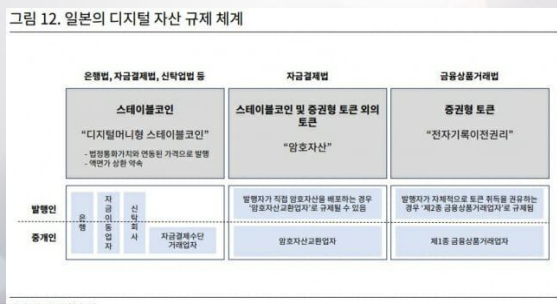 그림 12. 일본의 디지털 자산 규제 체계
은행법, 자금결제법, 신탁업법 등
자금결제법
금융상품거래법
스테이블코인
“디지털머니형 스테이블코인”
- 법정통화가치와 연동된 가격으로 발행
- 액면가 상환 약속
스테이블코인 및 증권형 토큰 외의
토큰
“암호자산”
증권형 토큰
“전자기록이전권리”
발행인
은행
자금이동업자
신탁회사
발행자가 직접 암호자산을 배포하는 경우
‘암호자산교환업자’로 규제될 수 있음
발행자가 자체적으로 토큰 취득을 권유하는
경우 ‘제2종 금융상품거래업자’로 규제됨
중개인
자금결제수단
거래업자
암호자산교환업자
제1종 금융상품거래업자